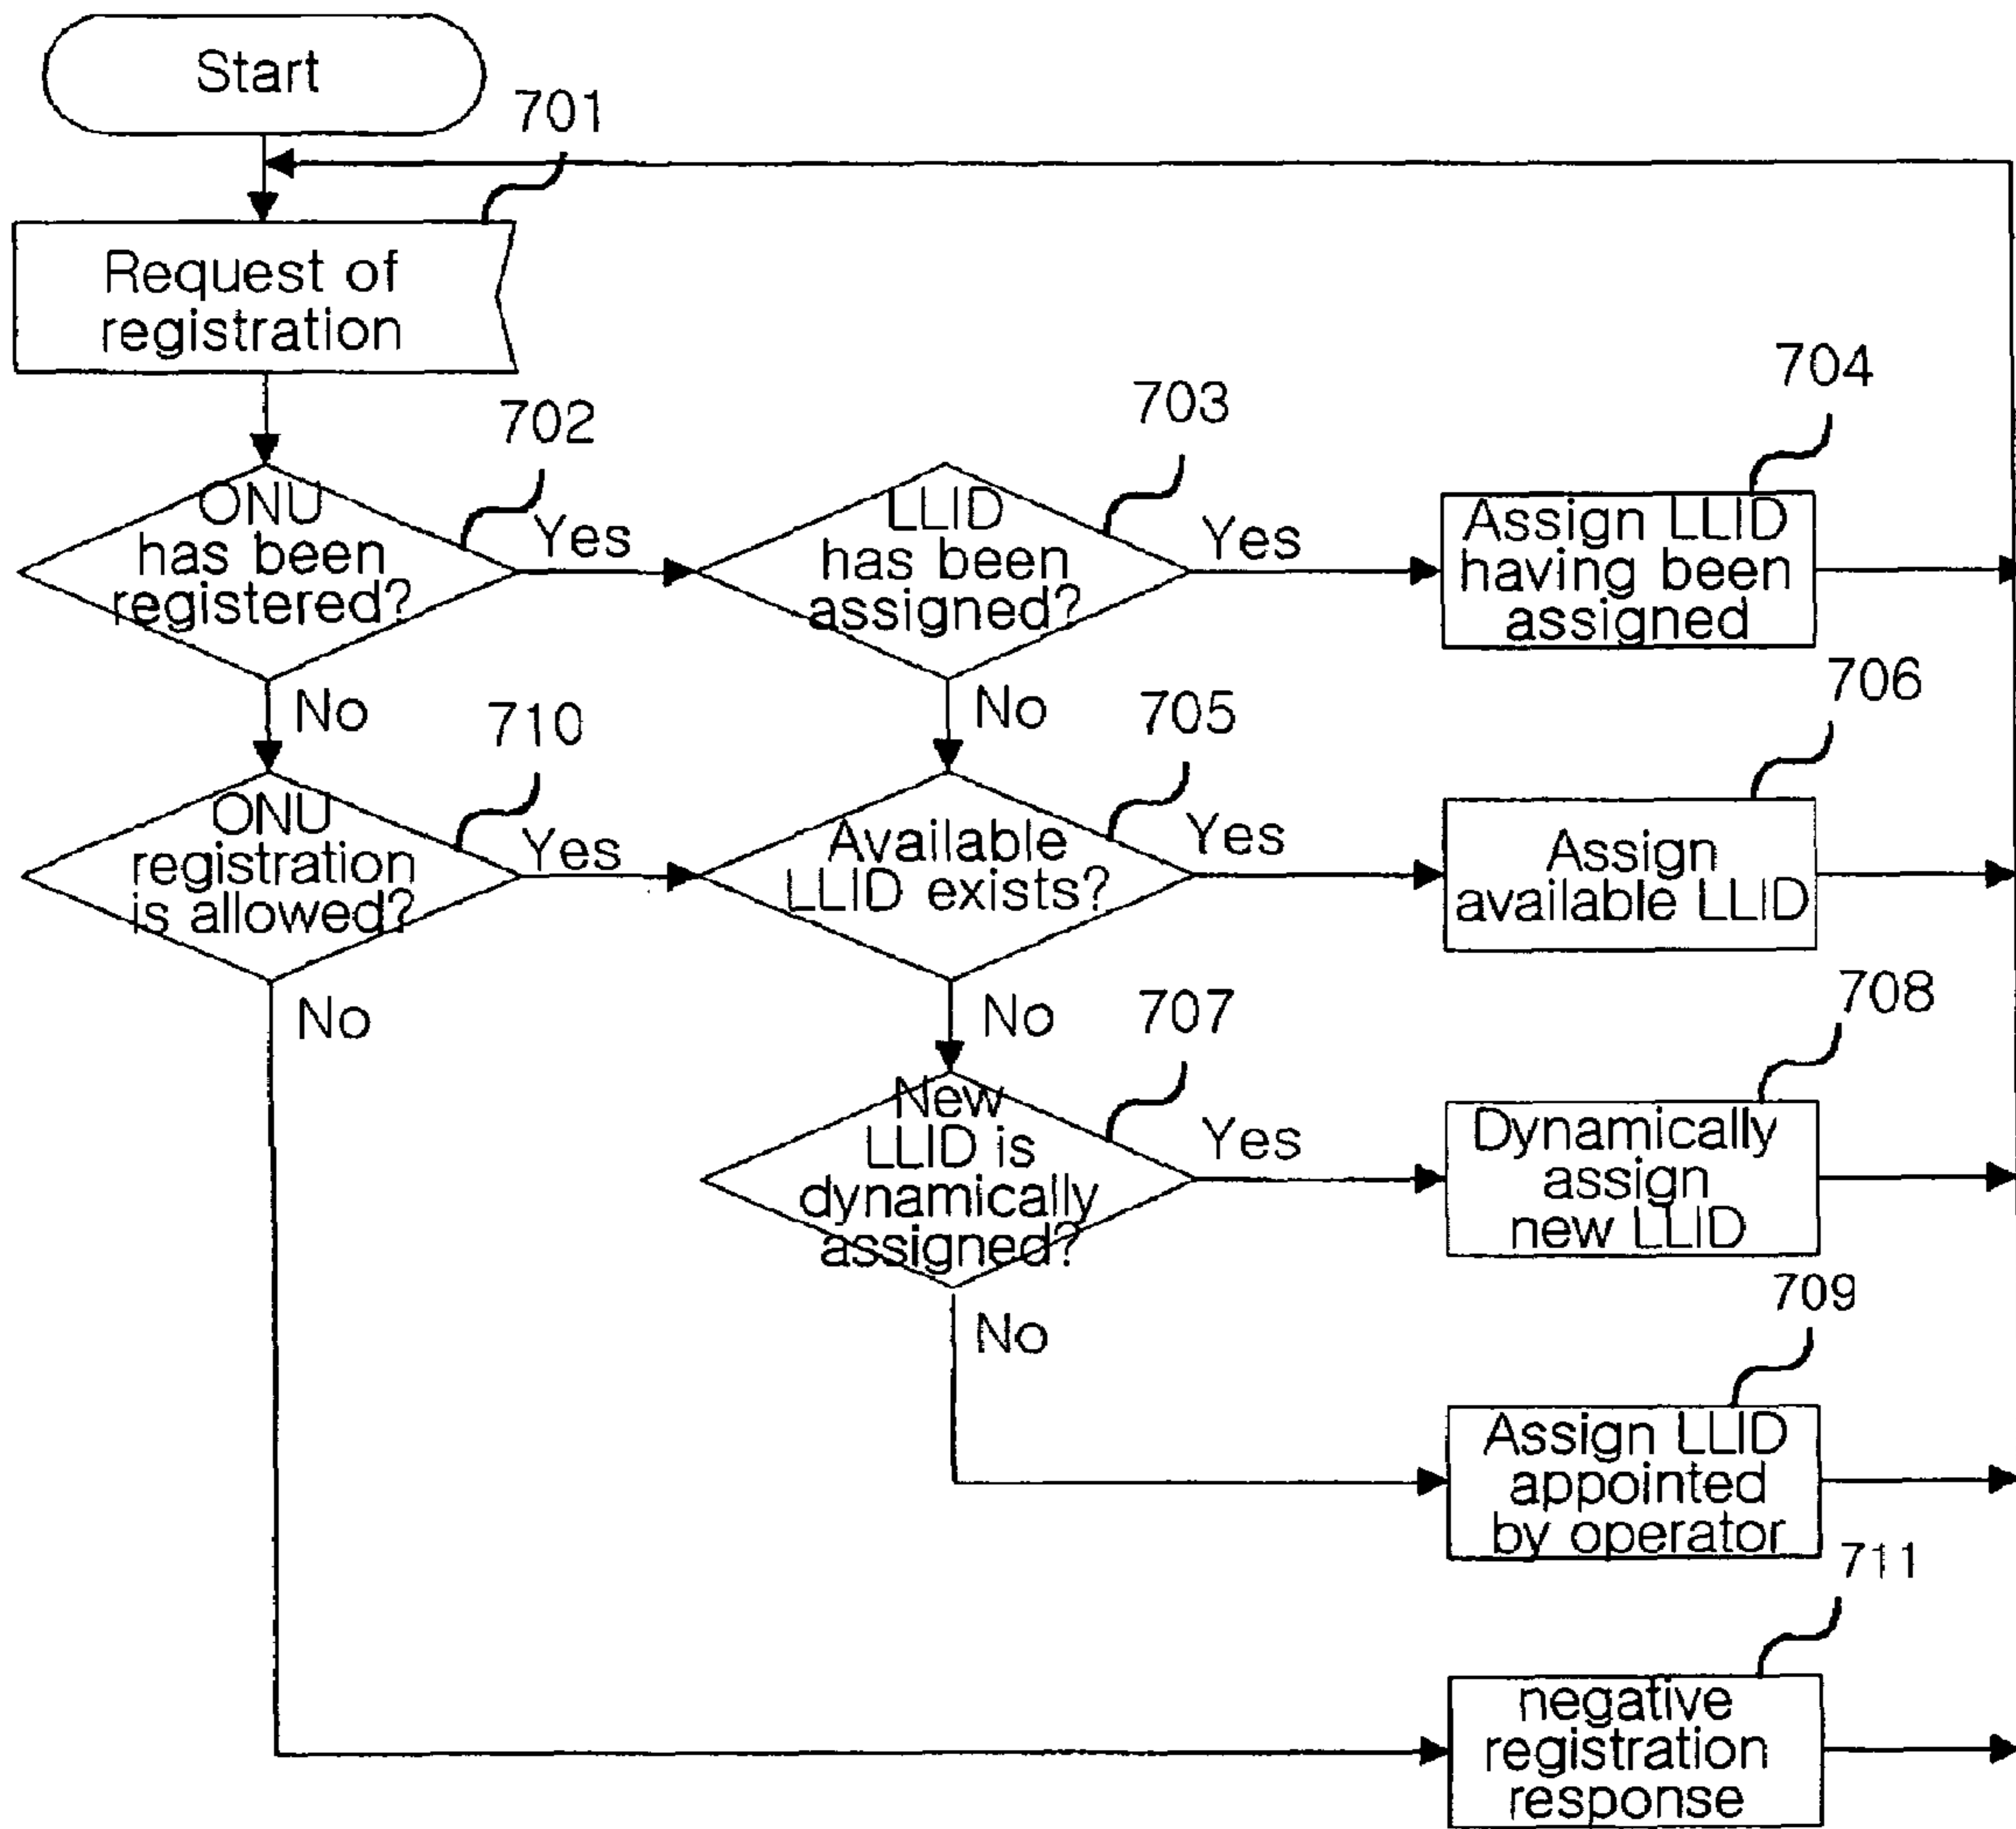 Start
701
Request of
registration
702
ONU
has been
registered?
Yes
No
703
LLID
has been
assigned?
Yes
No
704
Assign LLID
having been
assigned
710
ONU
registration
is allowed?
Yes
No
705
Available
LLID exists?
Yes
No
706
Assign
available LLID
707
New
LLID is
dynamically
assigned?
Yes
No
708
Dynamically
assign
new LLID
709
Assign LLID
appointed
by operator
711
negative
registration
response